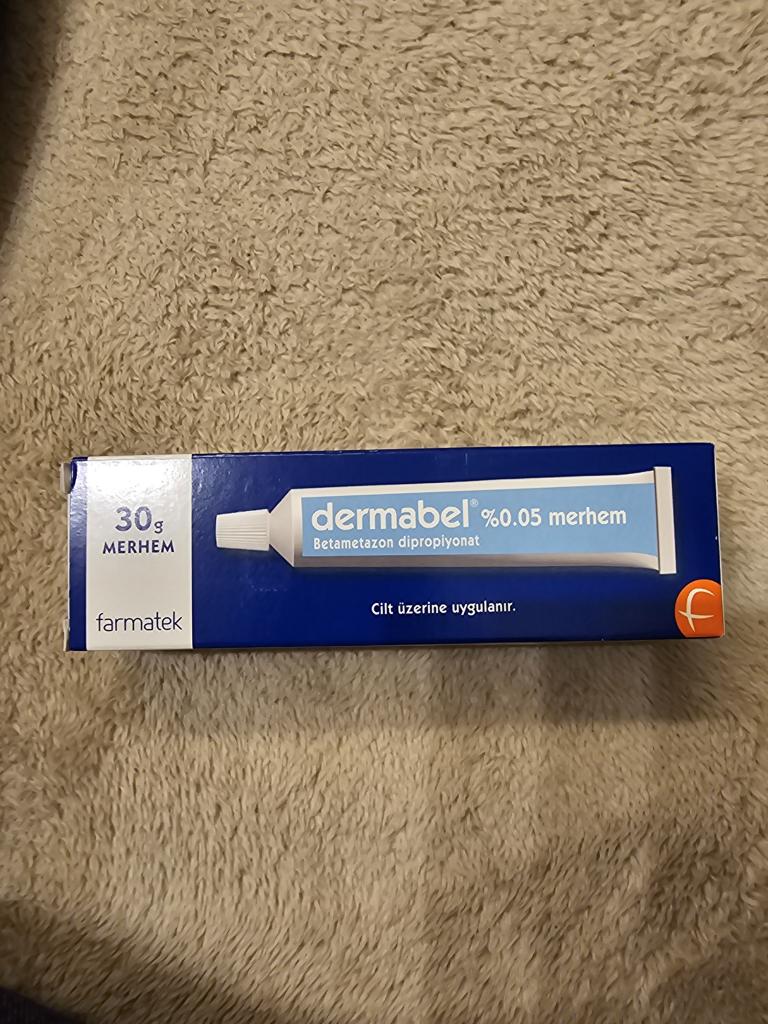 30g
MERHEM
farmatek
dermabel® %0.05 merhem
Betametazon dipropiyonat
Cilt üzerine uygulanır.